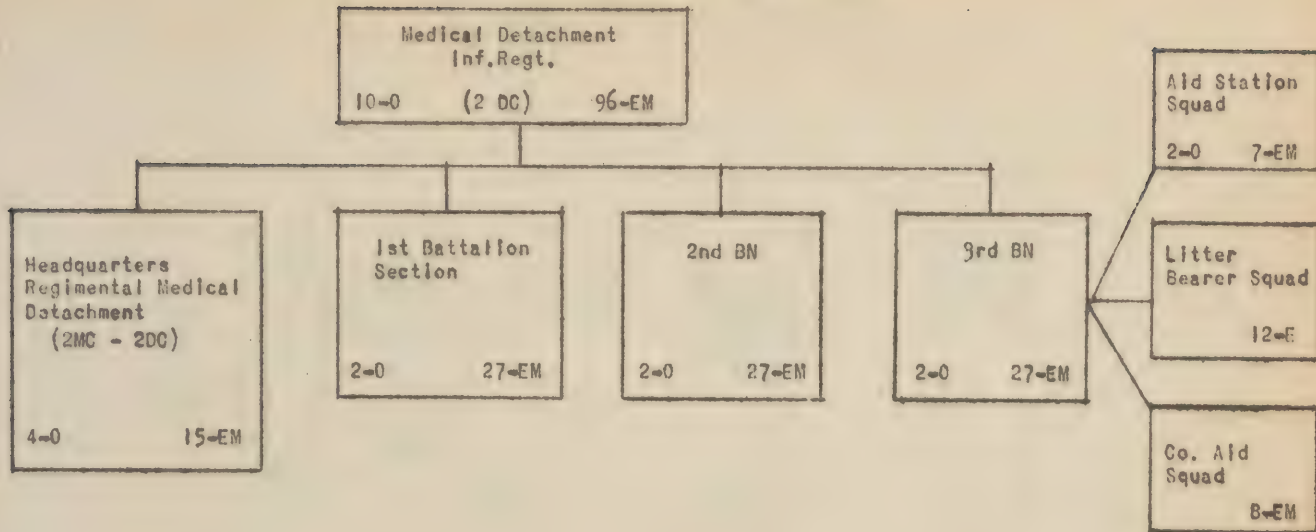 Medical Detachment
Inf.Regt.
10-0 (2 DC) 96-EM
Headquarters
Regimental Medical
Detachment
(2MC - 2DC)
4-0 15-EM
1st Battalion
Section
2-0 27-EM
2nd BN
2-0 27-EM
3rd BN
2-0 27-EM
Aid Station
Squad
2-0 7-EM
Litter
Bearer Squad
12-E
Co. Aid
Squad
8-EM